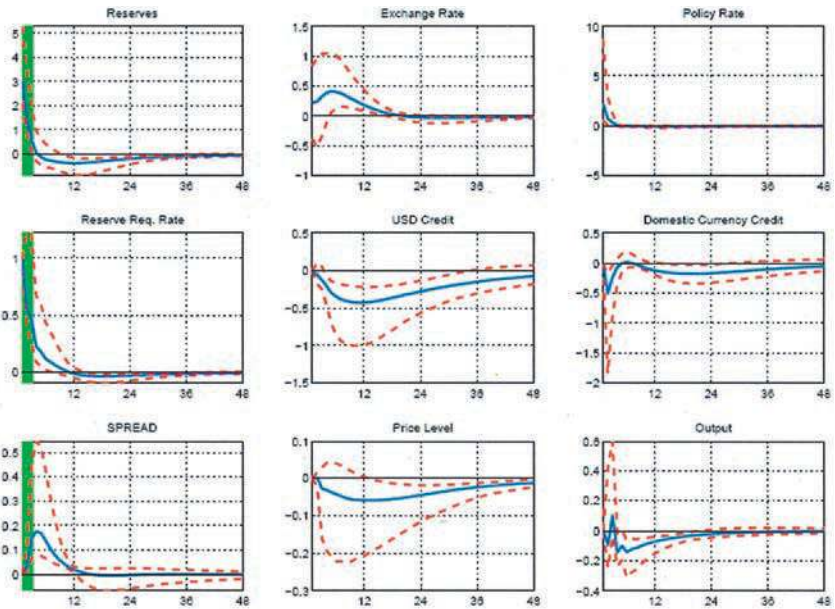 Reserves
5
4
3
2
1
0
12 24 36 48
Exchange Rate
1.5
1
0.5
0
−0.5
−1
12 24 36 48
Policy Rate
10
5
0
−5
12 24 36 48
Reserve Req. Rate
1
0.5
0
12 24 36 48
USD Credit
0.5
0
−0.5
−1
−1.5
12 24 36 48
Domestic Currency Credit
0.5
0
−0.5
−1
−1.5
−2
12 24 36 48
SPREAD
0.5
0.4
0.3
0.2
0.1
0
12 24 36 48
Price Level
0.1
0
−0.1
−0.2
−0.3
12 24 36 48
Output
0.6
0.4
0.2
0
−0.2
−0.4
12 24 36 48